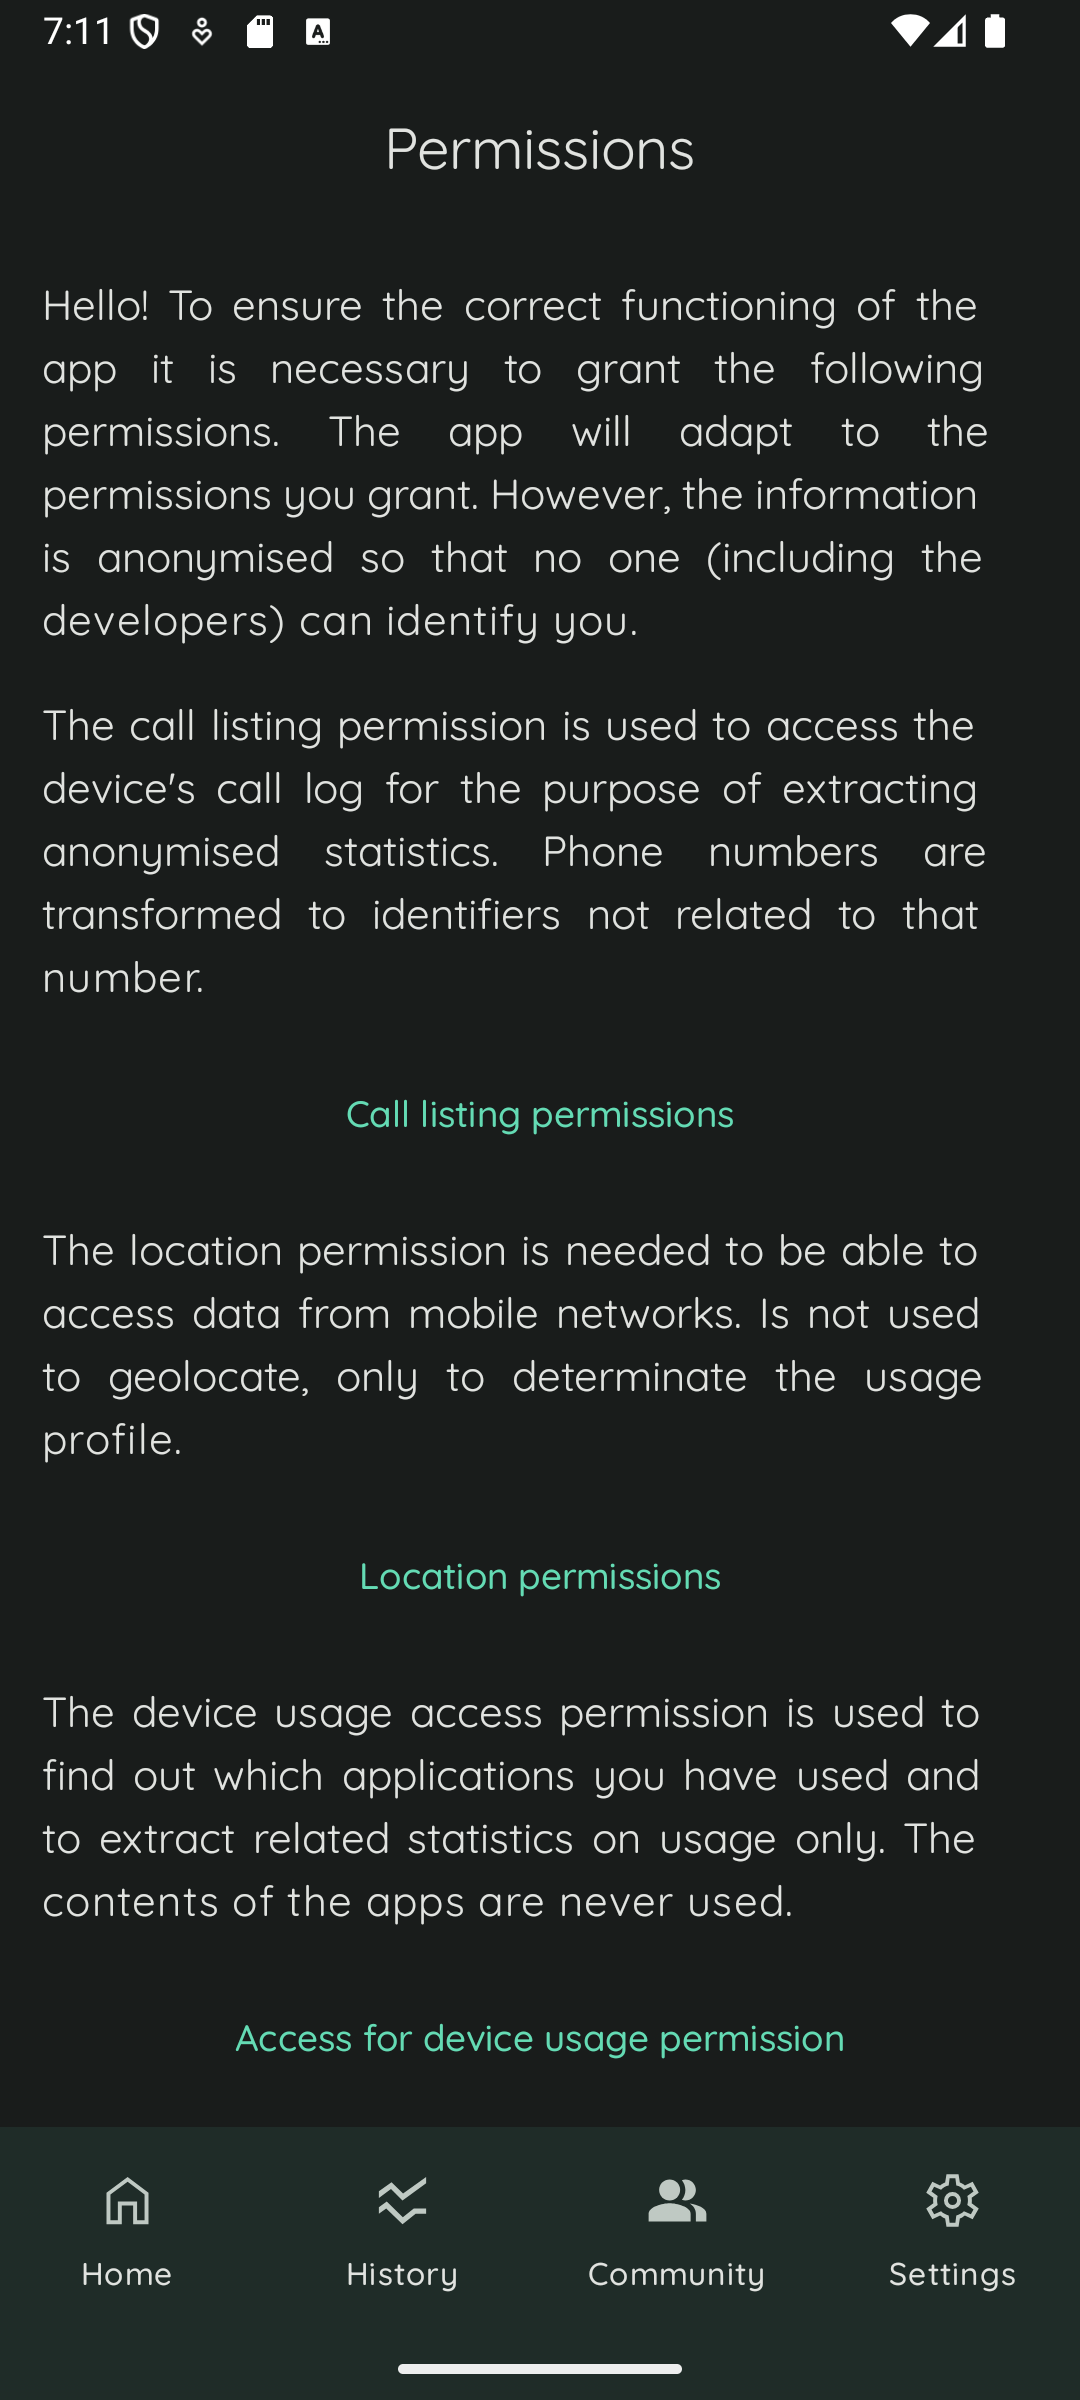 7:11
Permissions
Hello! To ensure the correct functioning of the
app it is necessary to grant the following
permissions. The app will adapt to the
permissions you grant. However, the information
is anonymised so that no one (including the
developers) can identify you.
The call listing permission is used to access the
device's call log for the purpose of extracting
anonymised statistics. Phone numbers are
transformed to identifiers not related to that
number.
Call listing permissions
The location permission is needed to be able to
access data from mobile networks. Is not used
to geolocate, only to determinate the usage
profile.
Location permissions
The device usage access permission is used to
find out which applications you have used and
to extract related statistics on usage only. The
contents of the apps are never used.
Access for device usage permission
Home
History
Community
Settings